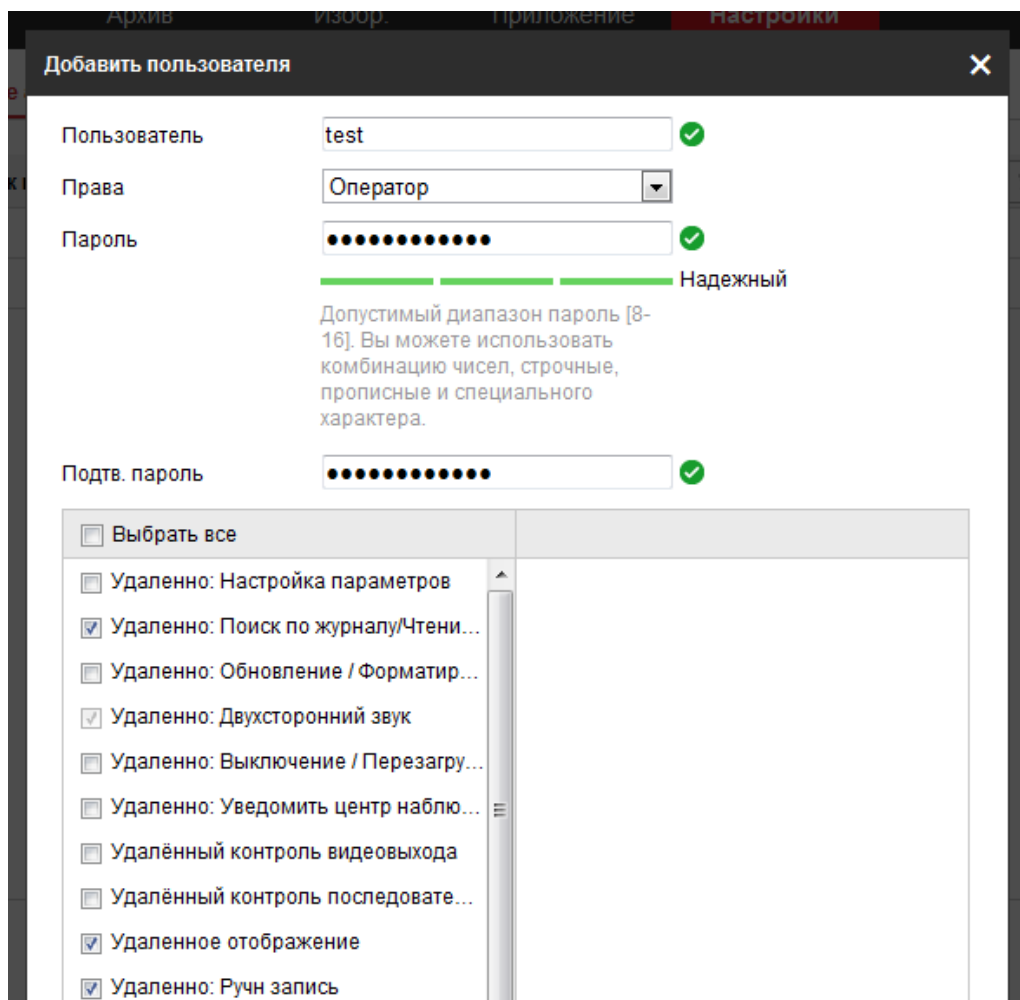 Архив Избор. Приложение Настройки
Добавить пользователя
Пользователь test
Права Оператор
Пароль ••••••••••••
Надежный
Допустимый диапазон пароль [8-
16]. Вы можете использовать
комбинацию чисел, строчные,
прописные и специального
характера.
Подтв. пароль ••••••••••••
Выбрать все
Удаленно: Настройка параметров
Удаленно: Поиск по журналу/Чтени...
Удаленно: Обновление / Форматир...
Удаленно: Двухсторонний звук
Удаленно: Выключение / Перезагру...
Удаленно: Уведомить центр наблю...
Удалённый контроль видеовыхода
Удалённый контроль последовате...
Удаленное отображение
Удаленно: Ручн запись